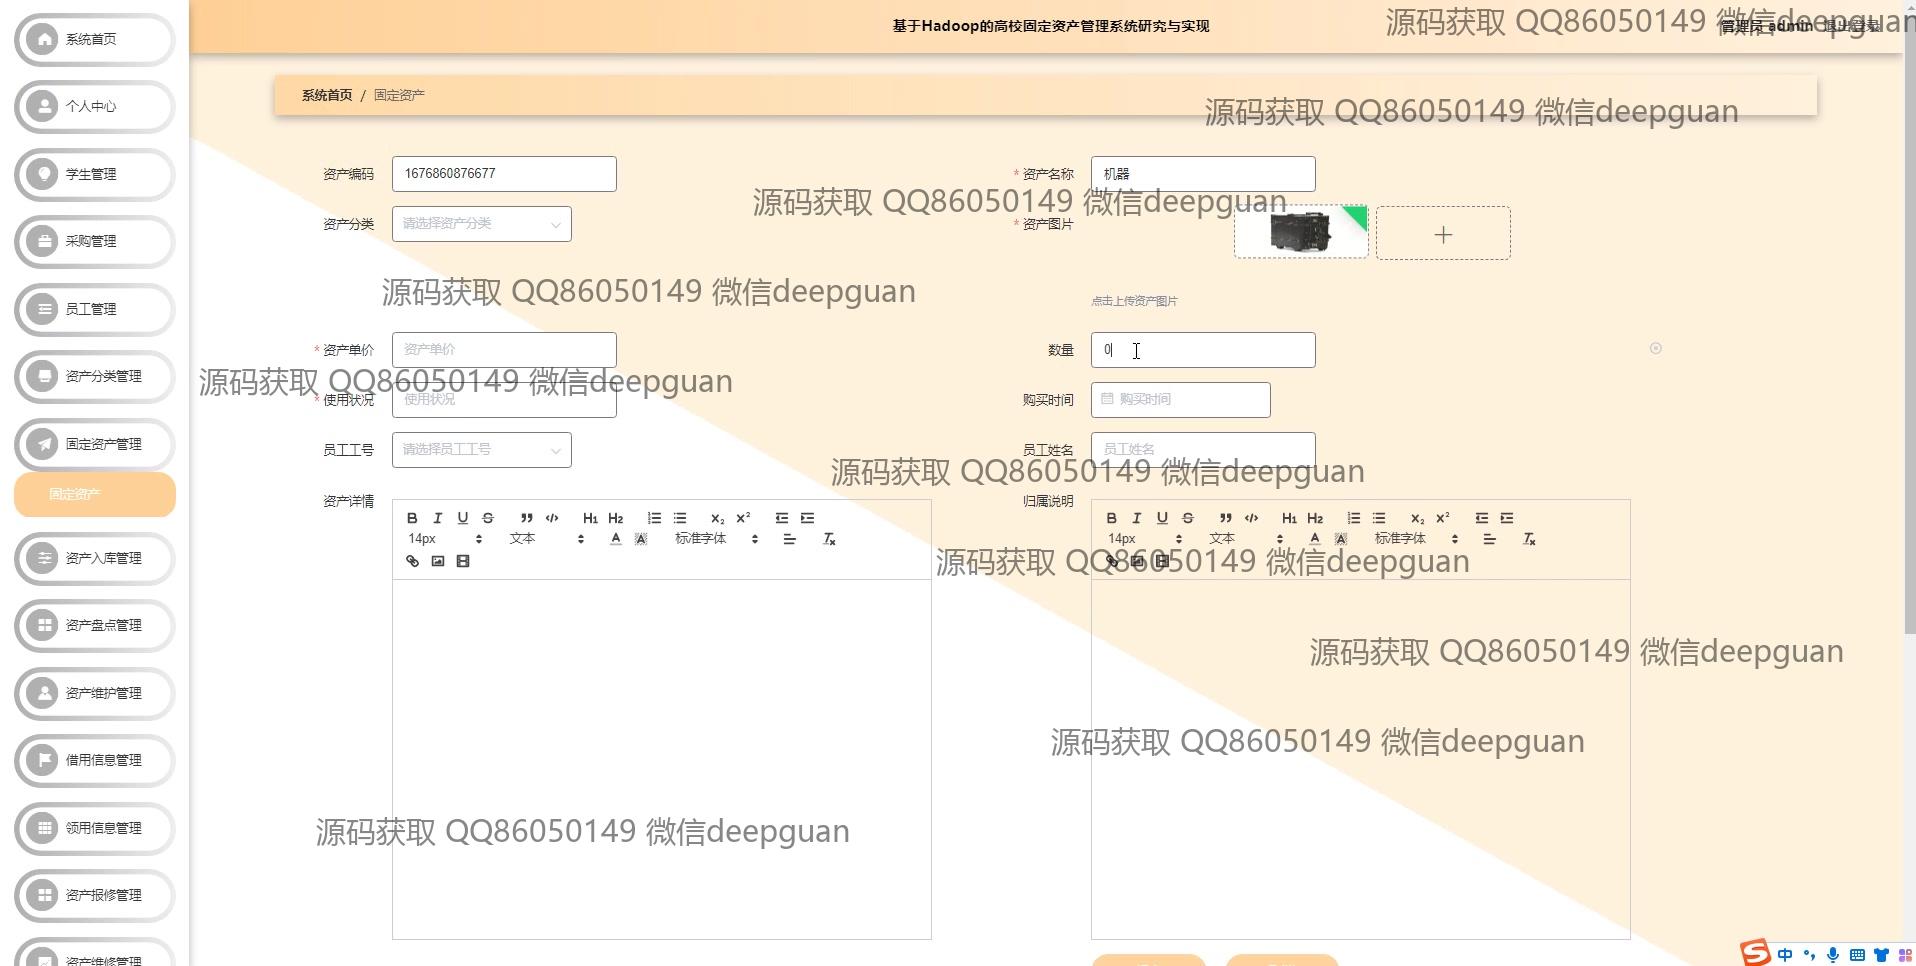 基于Hadoop的高校固定资产管理系统研究与实现
管理员 admin
源码获取 QQ86050149 微信deepguan
系统首页
个人中心
学生管理
采购管理
员工管理
资产分类管理
固定资产管理
固定资产
资产入库管理
资产盘点管理
资产维护管理
借用信息管理
领用信息管理
资产报修管理
资产维修管理
系统首页 / 固定资产
源码获取 QQ86050149 微信deepguan
资产编码 1676860876677
* 资产名称 机器
源码获取 QQ86050149 微信deepguan
资产分类 请选择资产分类
* 资产图片
源码获取 QQ86050149 微信deepguan
点击上传资产图片
* 资产单价 资产单价
数量 0
源码获取 QQ86050149 微信deepguan
* 使用状况 使用状况
购买时间 购买时间
员工工号 请选择员工工号
员工姓名 员工姓名
源码获取 QQ86050149 微信deepguan
资产详情
B I U S H1 H2 X2 X2
14px 文本 A A 标准字体
归属说明
B I U S H1 H2 X2 X2
14px 文本 A A 标准字体
源码获取 QQ86050149 微信deepguan
源码获取 QQ86050149 微信deepguan
源码获取 QQ86050149 微信deepguan
源码获取 QQ86050149 微信deepguan
中